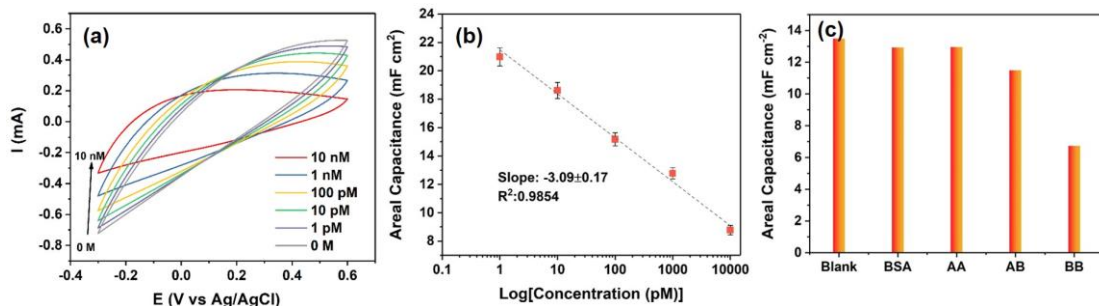 (a)
I (mA)
0.6
0.4
0.2
0.0
-0.2
-0.4
-0.6
-0.8
10 nM
0 M
10 nM
1 nM
100 pM
10 pM
1 pM
0 M
-0.4 -0.2 0.0 0.2 0.4 0.6
E (V vs Ag/AgCl)
(b)
Areal Capacitance (mF cm²)
24
22
20
18
16
14
12
10
8
Slope: -3.09±0.17
R²:0.9854
0.1 1 10 100 1000 10000
Log[Concentration (pM)]
(c)
Areal Capacitance (mF cm⁻²)
14
12
10
8
6
4
2
0
Blank BSA AA AB BB